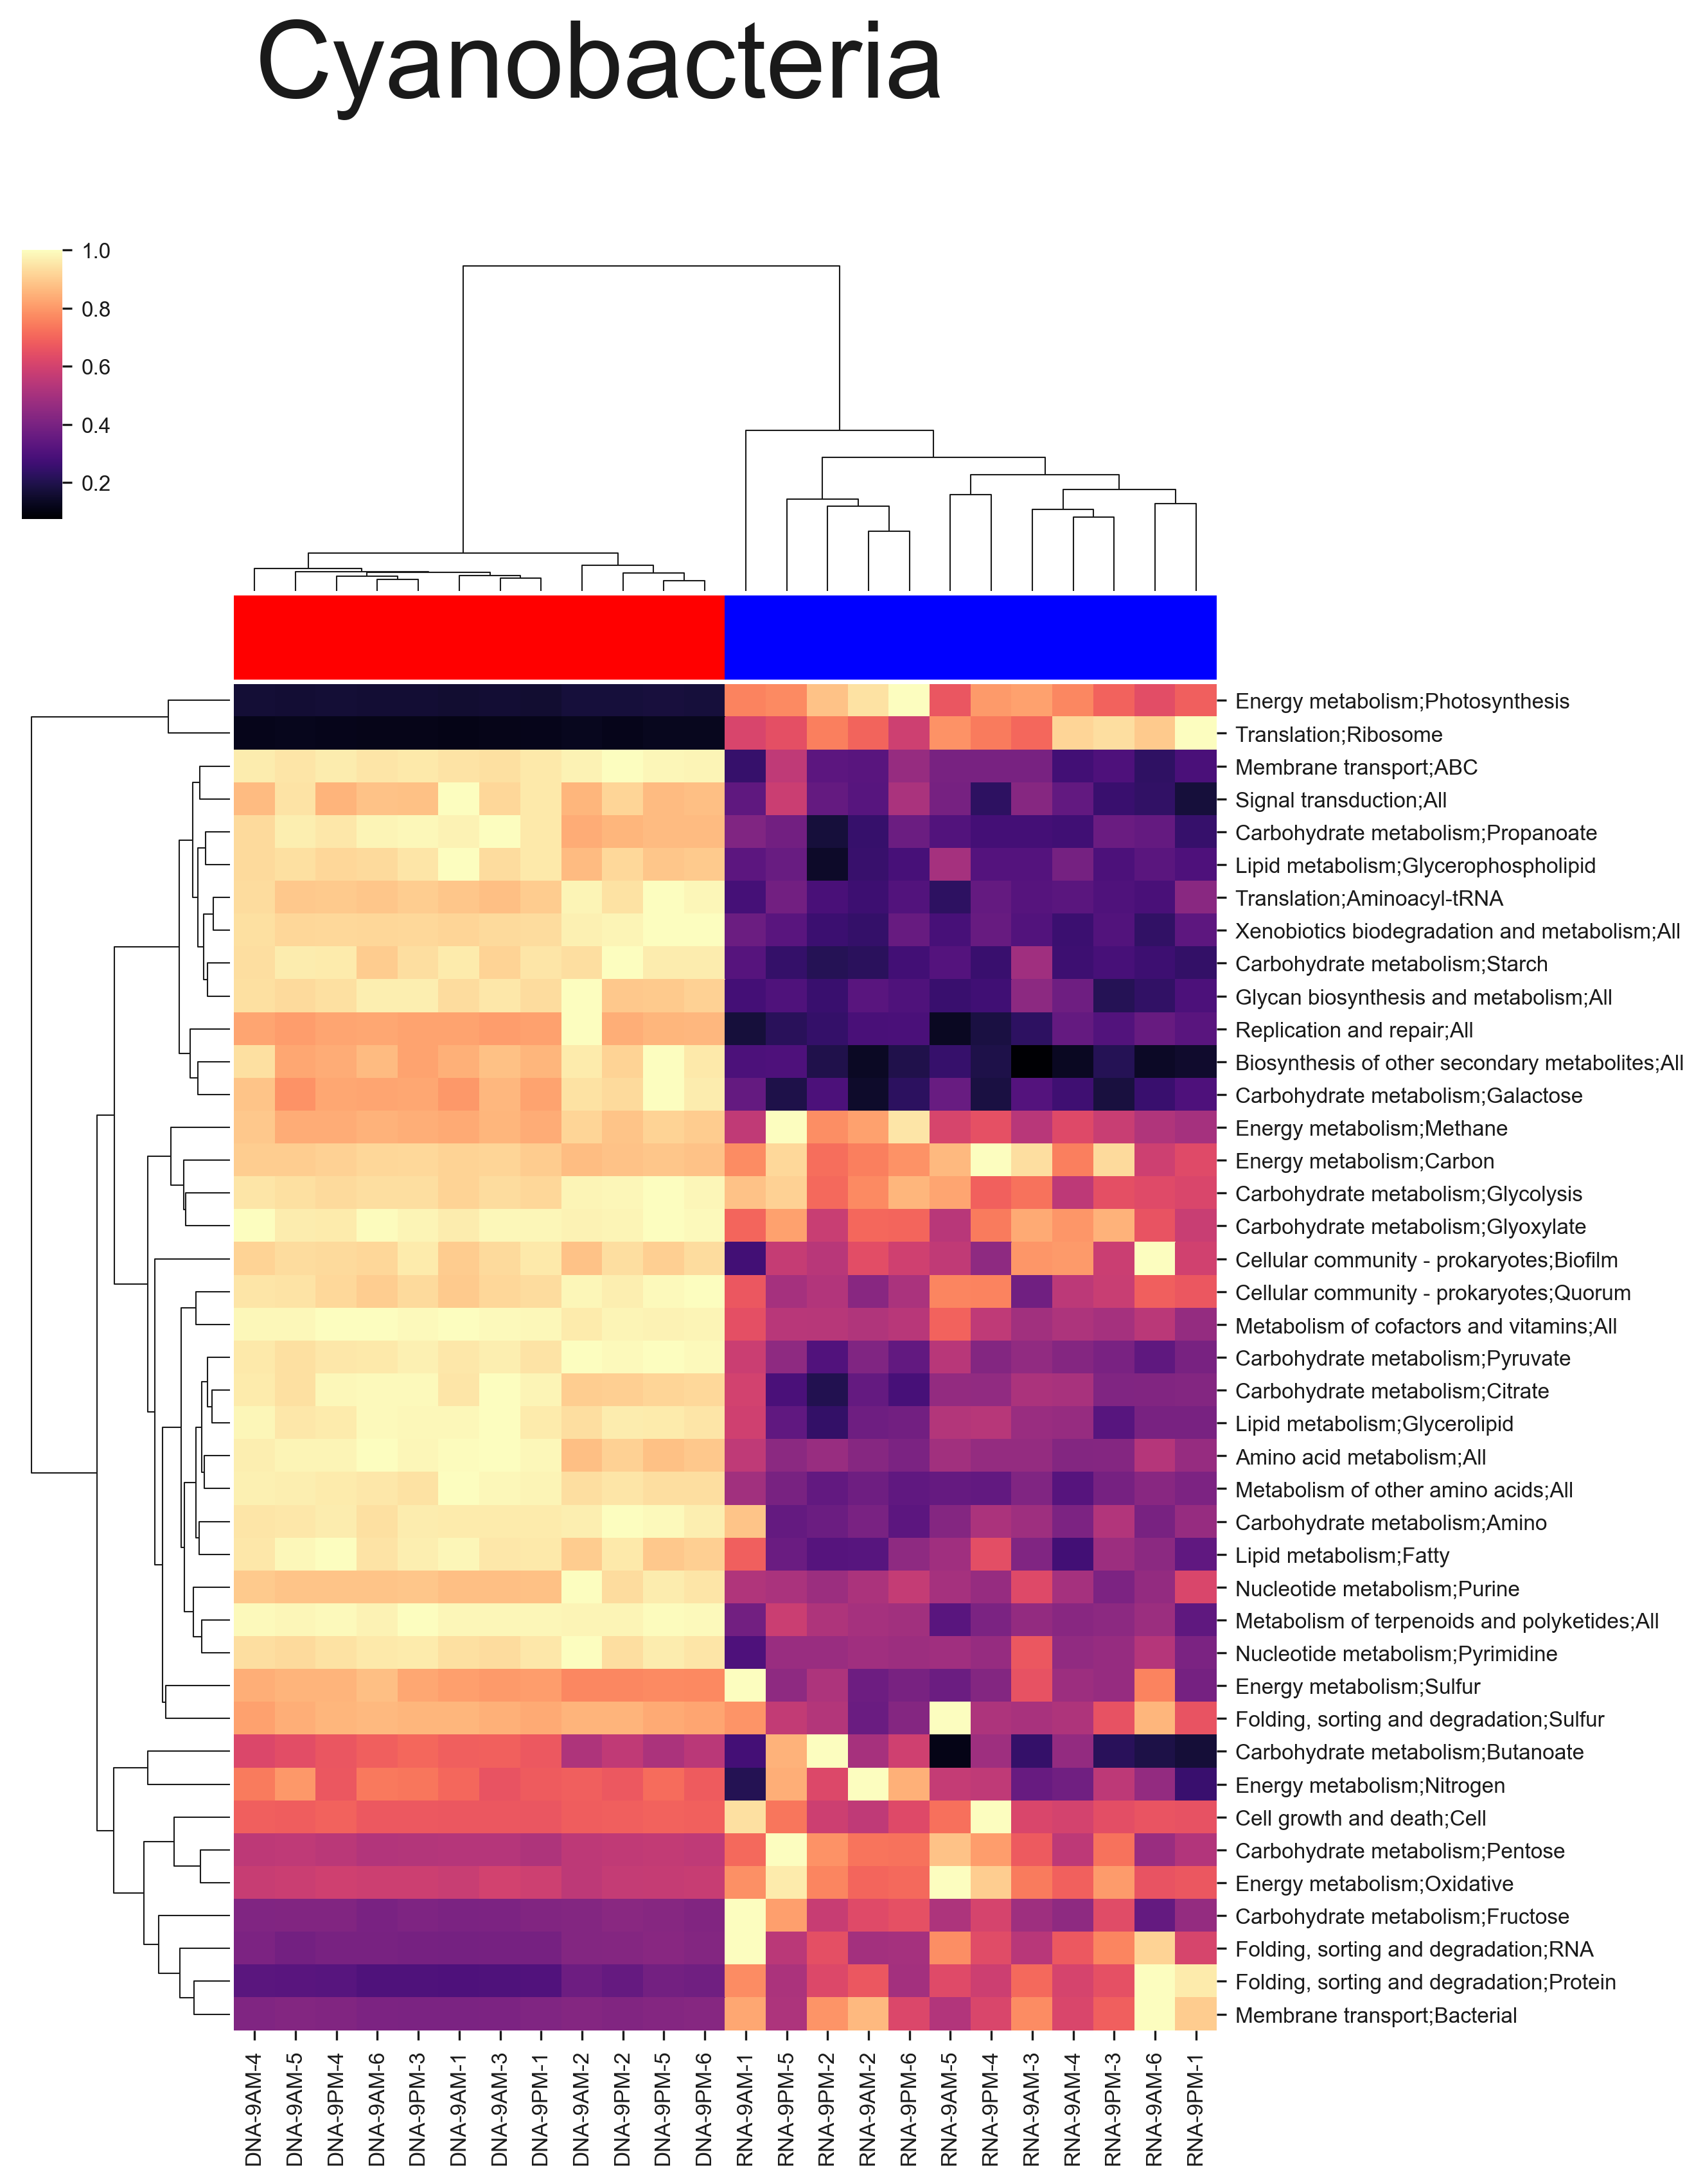 Cyanobacteria
1.0
0.8
0.6
0.4
0.2
Energy metabolism;Photosynthesis
Translation;Ribosome
Membrane transport;ABC
Signal transduction;All
Carbohydrate metabolism;Propanoate
Lipid metabolism;Glycerophospholipid
Translation;Aminoacyl-tRNA
Xenobiotics biodegradation and metabolism;All
Carbohydrate metabolism;Starch
Glycan biosynthesis and metabolism;All
Replication and repair;All
Biosynthesis of other secondary metabolites;All
Carbohydrate metabolism;Galactose
Energy metabolism;Methane
Energy metabolism;Carbon
Carbohydrate metabolism;Glycolysis
Carbohydrate metabolism;Glyoxylate
Cellular community - prokaryotes;Biofilm
Cellular community - prokaryotes;Quorum
Metabolism of cofactors and vitamins;All
Carbohydrate metabolism;Pyruvate
Carbohydrate metabolism;Citrate
Lipid metabolism;Glycerolipid
Amino acid metabolism;All
Metabolism of other amino acids;All
Carbohydrate metabolism;Amino
Lipid metabolism;Fatty
Nucleotide metabolism;Purine
Metabolism of terpenoids and polyketides;All
Nucleotide metabolism;Pyrimidine
Energy metabolism;Sulfur
Folding, sorting and degradation;Sulfur
Carbohydrate metabolism;Butanoate
Energy metabolism;Nitrogen
Cell growth and death;Cell
Carbohydrate metabolism;Pentose
Energy metabolism;Oxidative
Carbohydrate metabolism;Fructose
Folding, sorting and degradation;RNA
Folding, sorting and degradation;Protein
Membrane transport;Bacterial
DNA-9AM-4
DNA-9AM-5
DNA-9PM-4
DNA-9AM-6
DNA-9PM-3
DNA-9AM-1
DNA-9AM-3
DNA-9PM-1
DNA-9AM-2
DNA-9PM-2
DNA-9PM-5
DNA-9PM-6
RNA-9AM-1
RNA-9PM-5
RNA-9PM-2
RNA-9AM-2
RNA-9PM-6
RNA-9AM-5
RNA-9PM-4
RNA-9AM-3
RNA-9AM-4
RNA-9PM-3
RNA-9AM-6
RNA-9PM-1